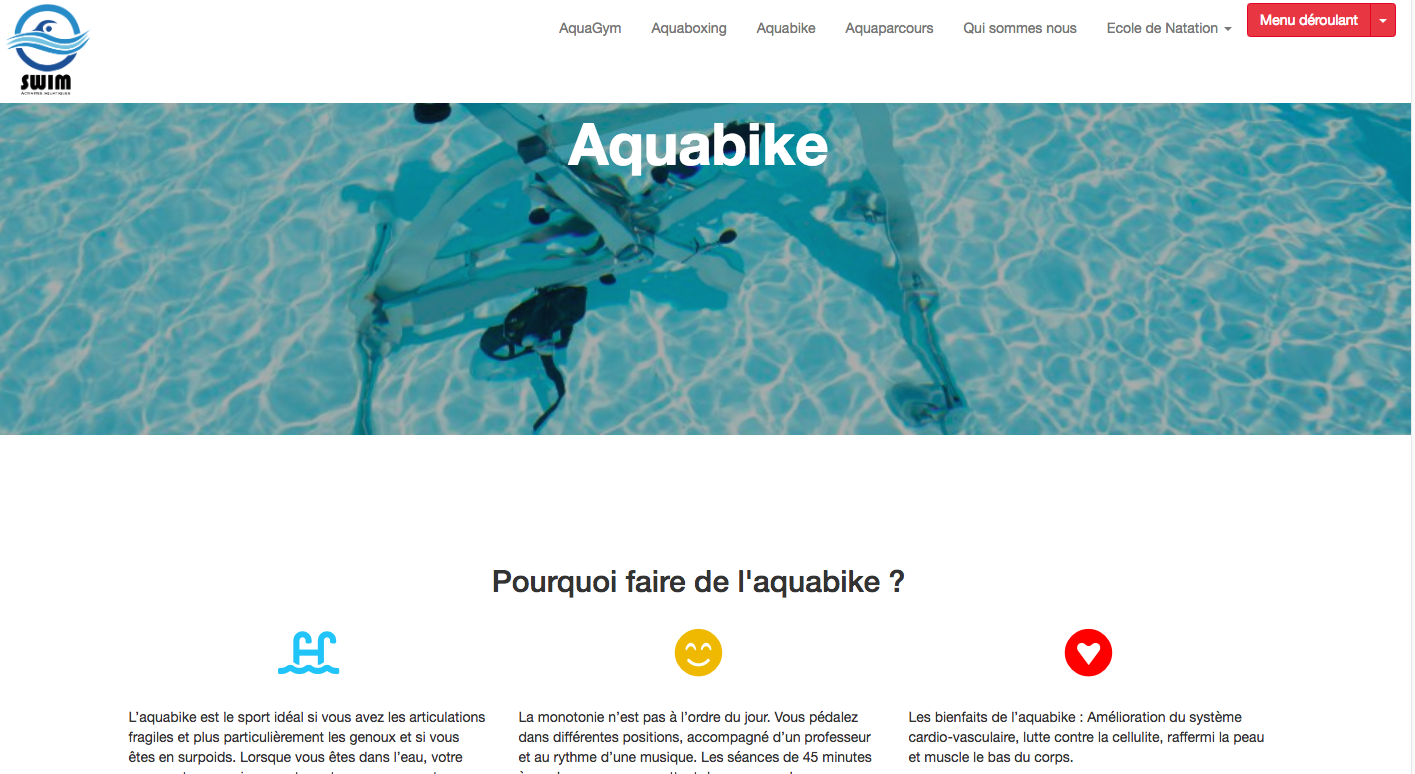 SWIM
AquaGym Aquaboxing Aquabike Aquaparcours Qui sommes nous Ecole de Natation Menu déroulant
Aquabike
Pourquoi faire de l'aquabike ?
L'aquabike est le sport idéal si vous avez les articulations
fragiles et plus particulièrement les genoux et si vous
êtes en surpoids. Lorsque vous êtes dans l'eau, votre
La monotonie n'est pas à l'ordre du jour. Vous pédalez
dans différentes positions, accompagné d'un professeur
et au rythme d'une musique. Les séances de 45 minutes
Les bienfaits de l'aquabike : Amélioration du système
cardio-vasculaire, lutte contre la cellulite, raffermi la peau
et muscle le bas du corps.